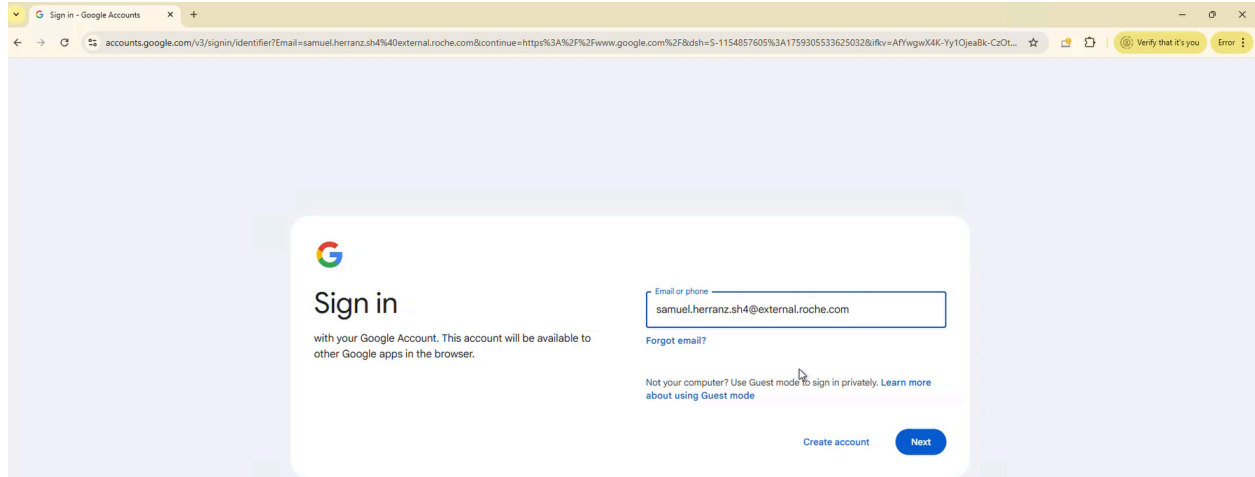 Sign in - Google Accounts
accounts.google.com/v3/signin/identifier?Email=samuel.herranz.sh4%40external.roche.com&continue=https%3A%2F%2Fwww.google.com%2F&dsh=S-1154857605%3A1759305533625032&ifkv=AfYwgwX4K-Yy1OjeaBk-CzOt...
Verify that it's you
Error
Sign in
with your Google Account. This account will be available to
other Google apps in the browser.
Email or phone
samuel.herranz.sh4@external.roche.com
Forgot email?
Not your computer? Use Guest mode to sign in privately. Learn more
about using Guest mode
Create account
Next